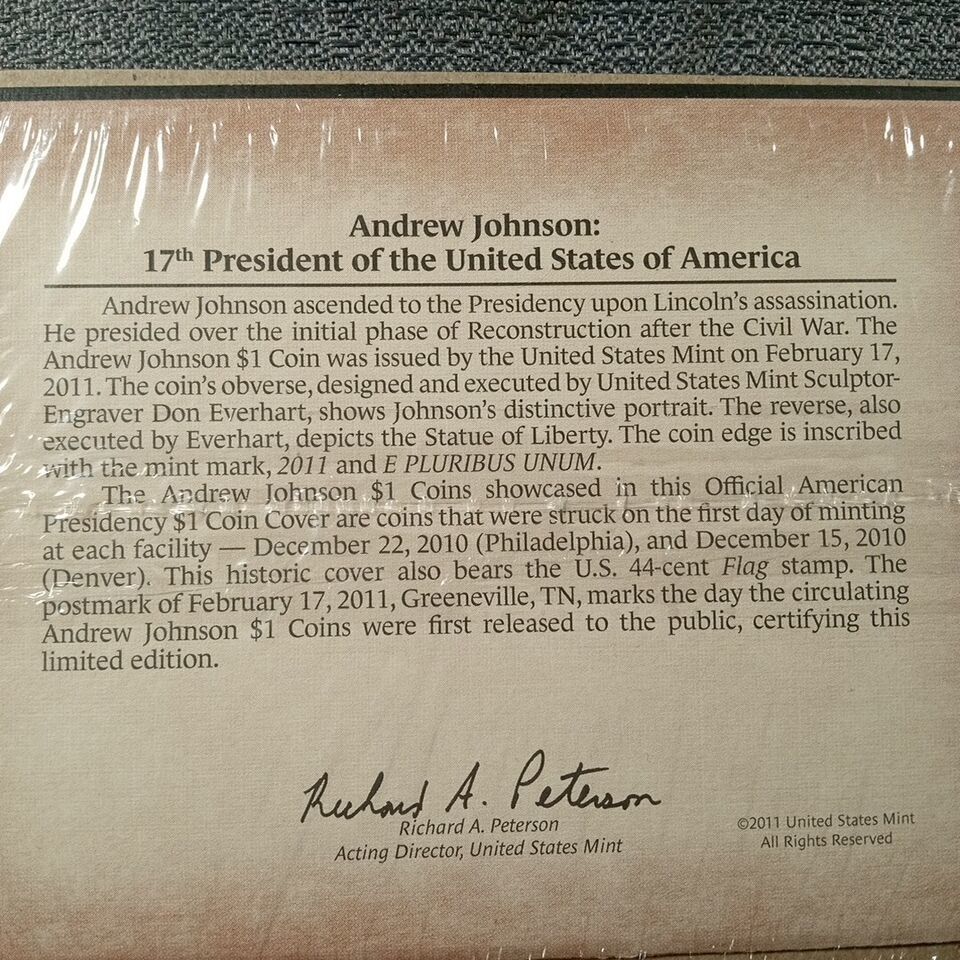 Andrew Johnson:
17th President of the United States of America
Andrew Johnson ascended to the Presidency upon Lincoln's assassination.
He presided over the initial phase of Reconstruction after the Civil War. The
Andrew Johnson $1 Coin was issued by the United States Mint on February 17,
2011. The coin's obverse, designed and executed by United States Mint Sculptor-
Engraver Don Everhart, shows Johnson's distinctive portrait. The reverse, also
executed by Everhart, depicts the Statue of Liberty. The coin edge is inscribed
with the mint mark, 2011 and E PLURIBUS UNUM.
The Andrew Johnson $1 Coins showcased in this Official American
Presidency $1 Coin Cover are coins that were struck on the first day of minting
at each facility — December 22, 2010 (Philadelphia), and December 15, 2010
(Denver). This historic cover also bears the U.S. 44-cent Flag stamp. The
postmark of February 17, 2011, Greeneville, TN, marks the day the circulating
Andrew Johnson $1 Coins were first released to the public, certifying this
limited edition.
Richard A. Peterson
Richard A. Peterson
Acting Director, United States Mint
©2011 United States Mint
All Rights Reserved